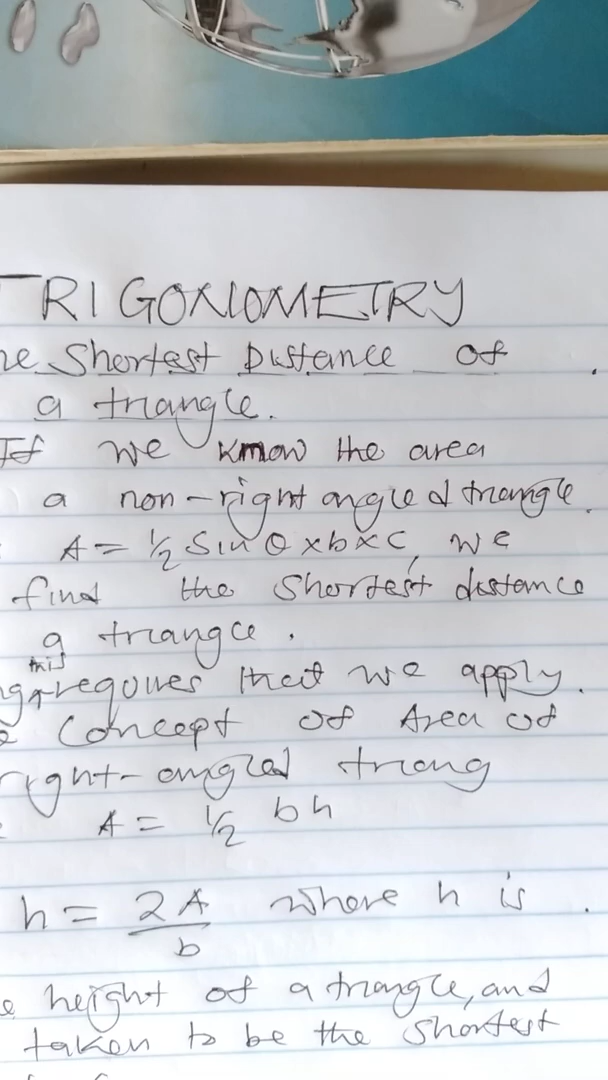 TRIGONOMETRY
he Shortest Distance of
a triangle.
If we know the area
a non-right angled triangle.
A = ½ Sin θ x b x c, we
find the Shortest distance
a triangle.
this requires that we apply.
e Concept of Area of
right-angled triang
A = ½ bh
h = 2A/b where h is.
e height of a triangle, and
taken to be the shortest